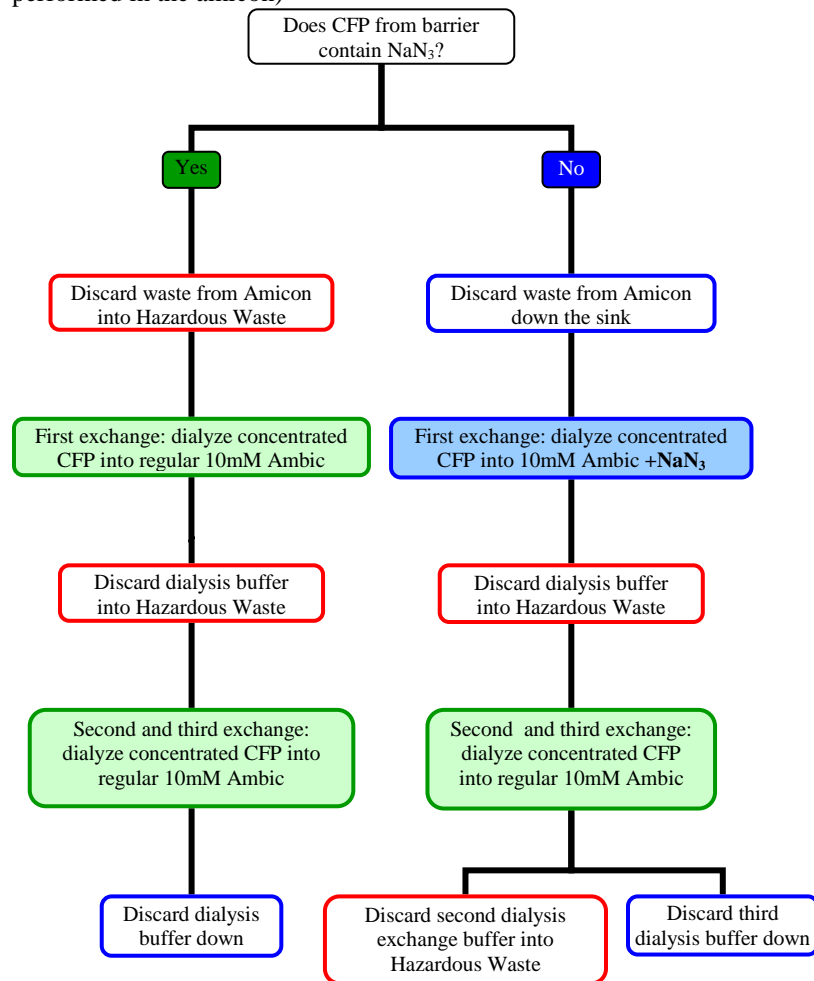 performed in the amicon)
Does CFP from barrier
contain NaN₃?
Yes
No
Discard waste from Amicon
into Hazardous Waste
Discard waste from Amicon
down the sink
First exchange: dialyze concentrated
CFP into regular 10mM Ambic
First exchange: dialyze concentrated
CFP into 10mM Ambic +NaN₃
Discard dialysis buffer
into Hazardous Waste
Discard dialysis buffer
into Hazardous Waste
Second and third exchange:
dialyze concentrated CFP into
regular 10mM Ambic
Second and third exchange:
dialyze concentrated CFP
into regular 10mM Ambic
Discard dialysis
buffer down
Discard second dialysis
exchange buffer into
Hazardous Waste
Discard third
dialysis buffer down